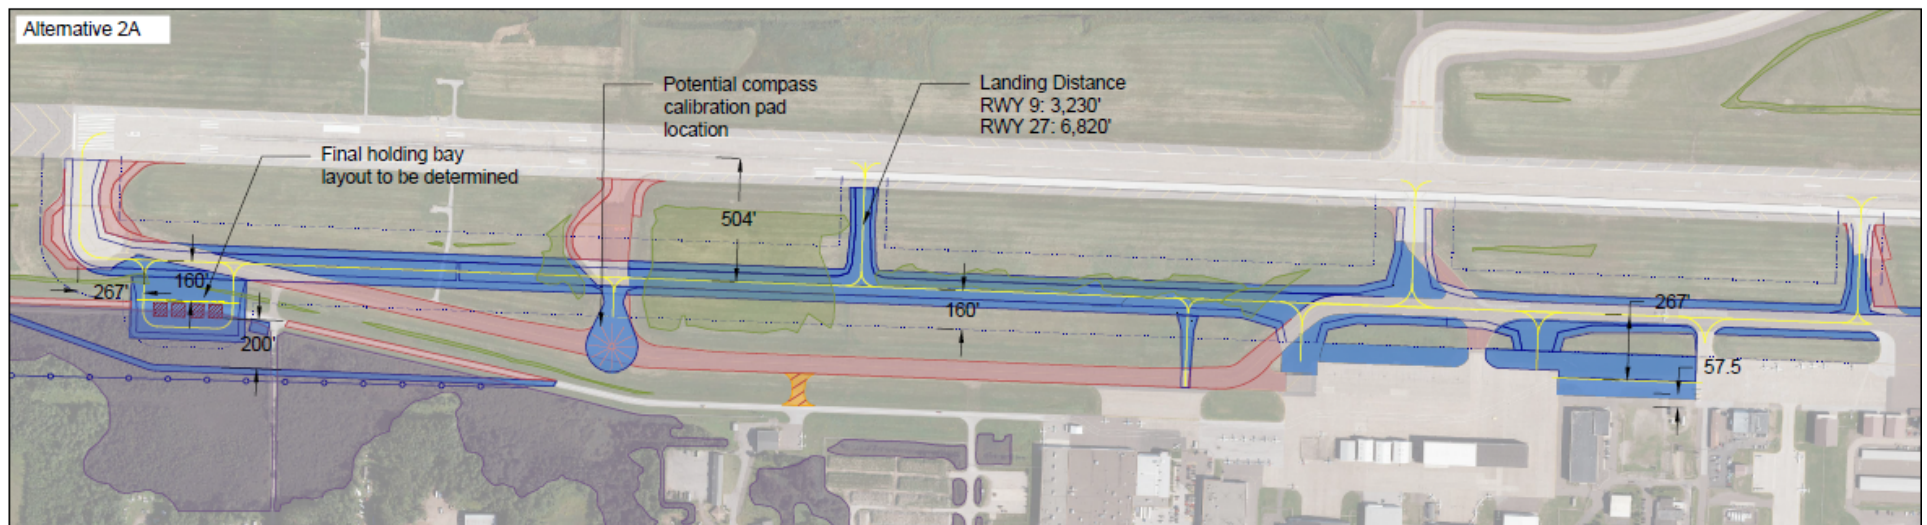 Alternative 2A
Potential compass
calibration pad
location
Landing Distance
RWY 9: 3,230'
RWY 27: 6,820'
Final holding bay
layout to be determined
504'
160'
267'
160'
267'
200'
57.5